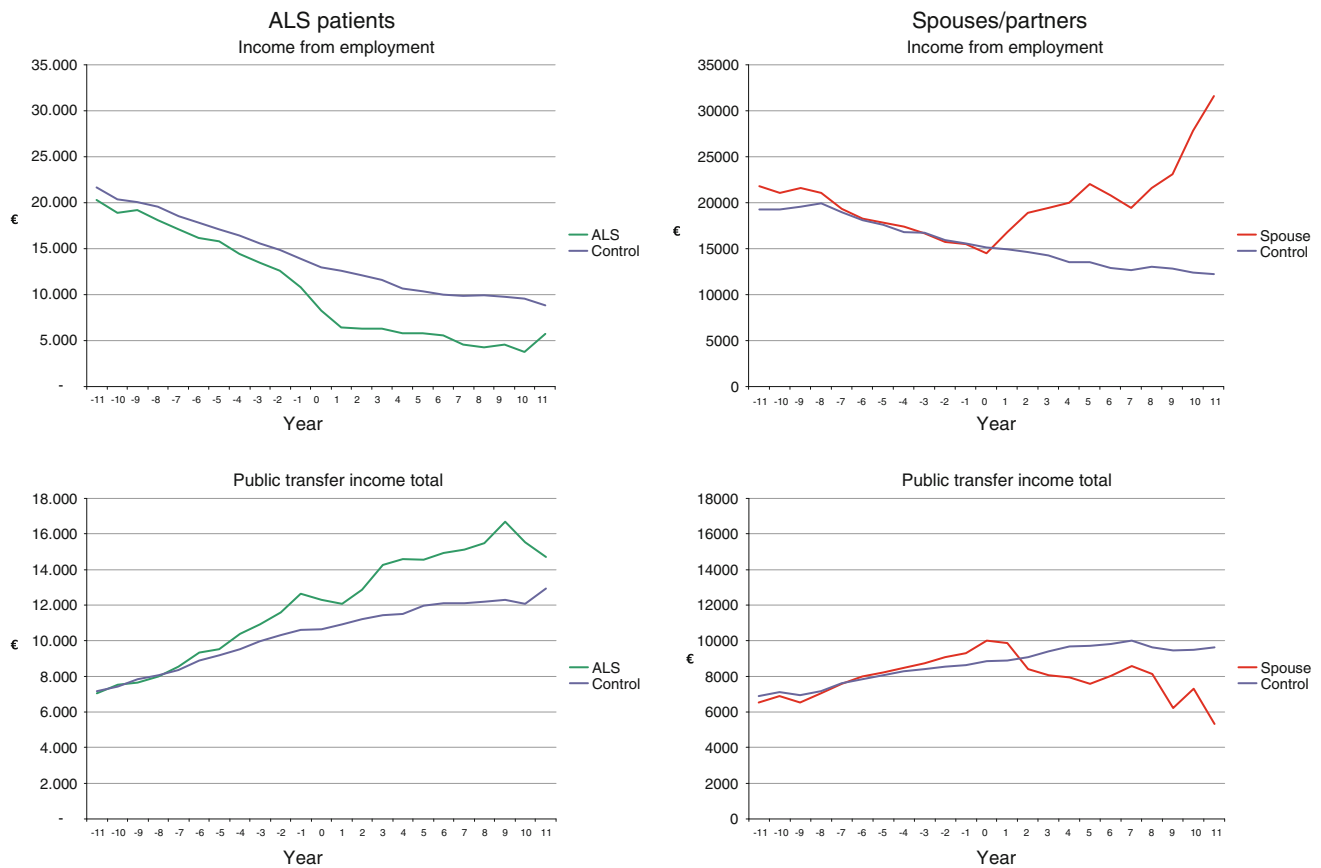 ALS patients
Income from employment
35.000
30.000
25.000
20.000
15.000
10.000
5.000
-
€
ALS
Control
-11 -10 -9 -8 -7 -6 -5 -4 -3 -2 -1 0 1 2 3 4 5 6 7 8 9 10 11
Year
Spouses/partners
Income from employment
35000
30000
25000
20000
15000
10000
5000
0
€
Spouse
Control
-11 -10 -9 -8 -7 -6 -5 -4 -3 -2 -1 0 1 2 3 4 5 6 7 8 9 10 11
Year
Public transfer income total
18.000
16.000
14.000
12.000
10.000
8.000
6.000
4.000
2.000
-
€
ALS
Control
-11 -10 -9 -8 -7 -6 -5 -4 -3 -2 -1 0 1 2 3 4 5 6 7 8 9 10 11
Year
Public transfer income total
18000
16000
14000
12000
10000
8000
6000
4000
2000
0
€
Spouse
Control
-11 -10 -9 -8 -7 -6 -5 -4 -3 -2 -1 0 1 2 3 4 5 6 7 8 9 10 11
Year